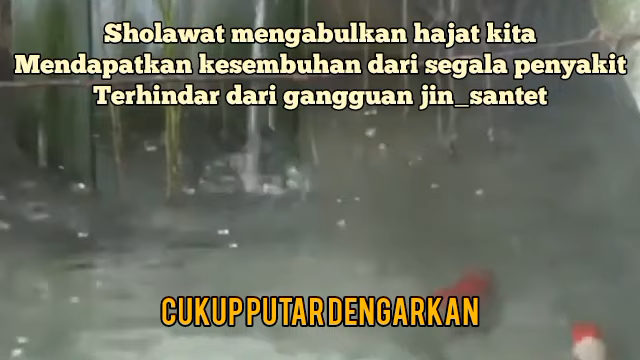 Sholawat mengabulkan hajat kita
Mendapatkan kesembuhan dari segala penyakit
Terhindar dari gangguan jin_santet
CUKUP PUTAR DENGARKAN